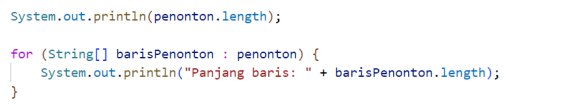 System.out.println(penonton.length);

for (String[] barisPenonton : penonton) {
    System.out.println("Panjang baris: " + barisPenonton.length);
}